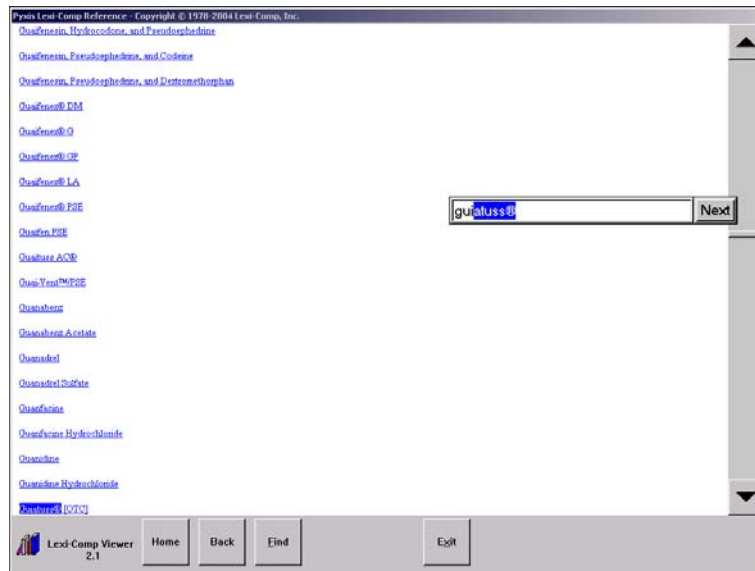 Pyxis Lexi-Comp Reference - Copyright © 1978-2004 Lexi-Comp, Inc.
Guaifenesin, Hydrocodone, and Pseudoephedrine
Guaifenesin, Pseudoephedrine, and Codeine
Guaifenesin, Pseudoephedrine, and Dextromethorphan
Guaifenex® DM
Guaifenex® G
Guaifenex® GP
Guaifenex® LA
Guaifenex® PSE
guiatuss® Next
Guaifen PSE
Guaituss AC®
Guai-Vent™/PSE
Guanabenz
Guanabenz Acetate
Guanadrel
Guanadrel Sulfate
Guanfacine
Guanfacine Hydrochloride
Guanidine
Guanidine Hydrochloride
Guiatuss® [OTC]
Lexi-Comp Viewer
2.1
Home Back Find Exit